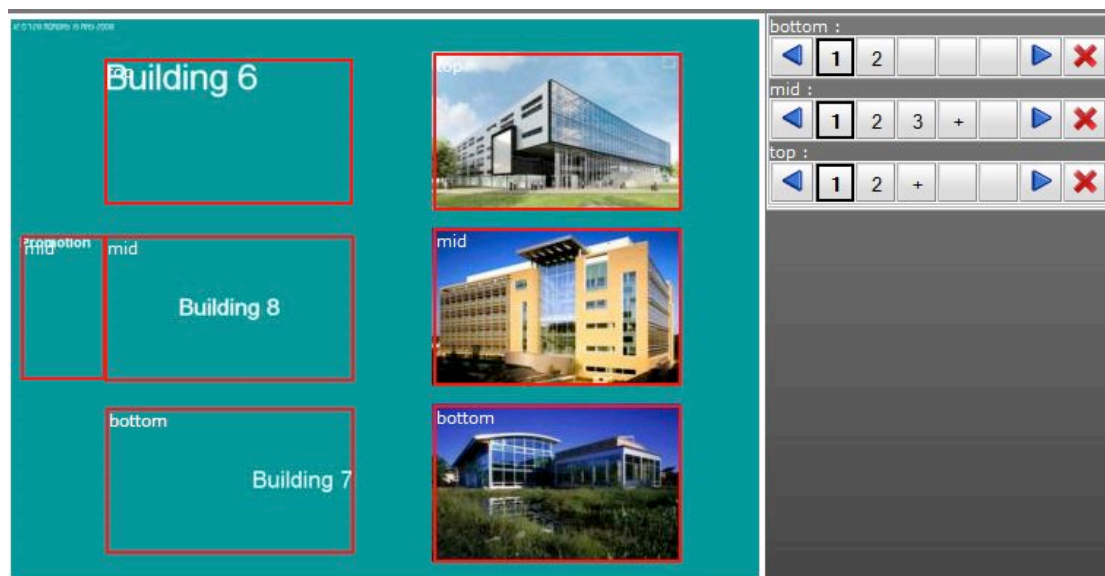 Building 6
top
top
Promotion
mid
mid
Building 8
mid
bottom
Building 7
bottom
bottom :
1 2
mid :
1 2 3 +
top :
1 2 +